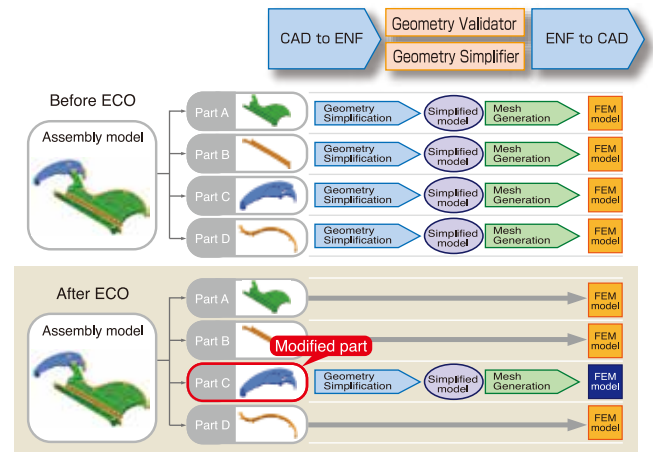 CAD to ENF
Geometry Validator
Geometry Simplifier
ENF to CAD
Before ECO
Assembly model
Part A
Geometry
Simplification
Simplified
model
Mesh
Generation
FEM
model
Part B
Geometry
Simplification
Simplified
model
Mesh
Generation
FEM
model
Part C
Geometry
Simplification
Simplified
model
Mesh
Generation
FEM
model
Part D
Geometry
Simplification
Simplified
model
Mesh
Generation
FEM
model
After ECO
Assembly model
Part A
FEM
model
Part B
FEM
model
Modified part
Part C
Geometry
Simplification
Simplified
model
Mesh
Generation
FEM
model
Part D
FEM
model